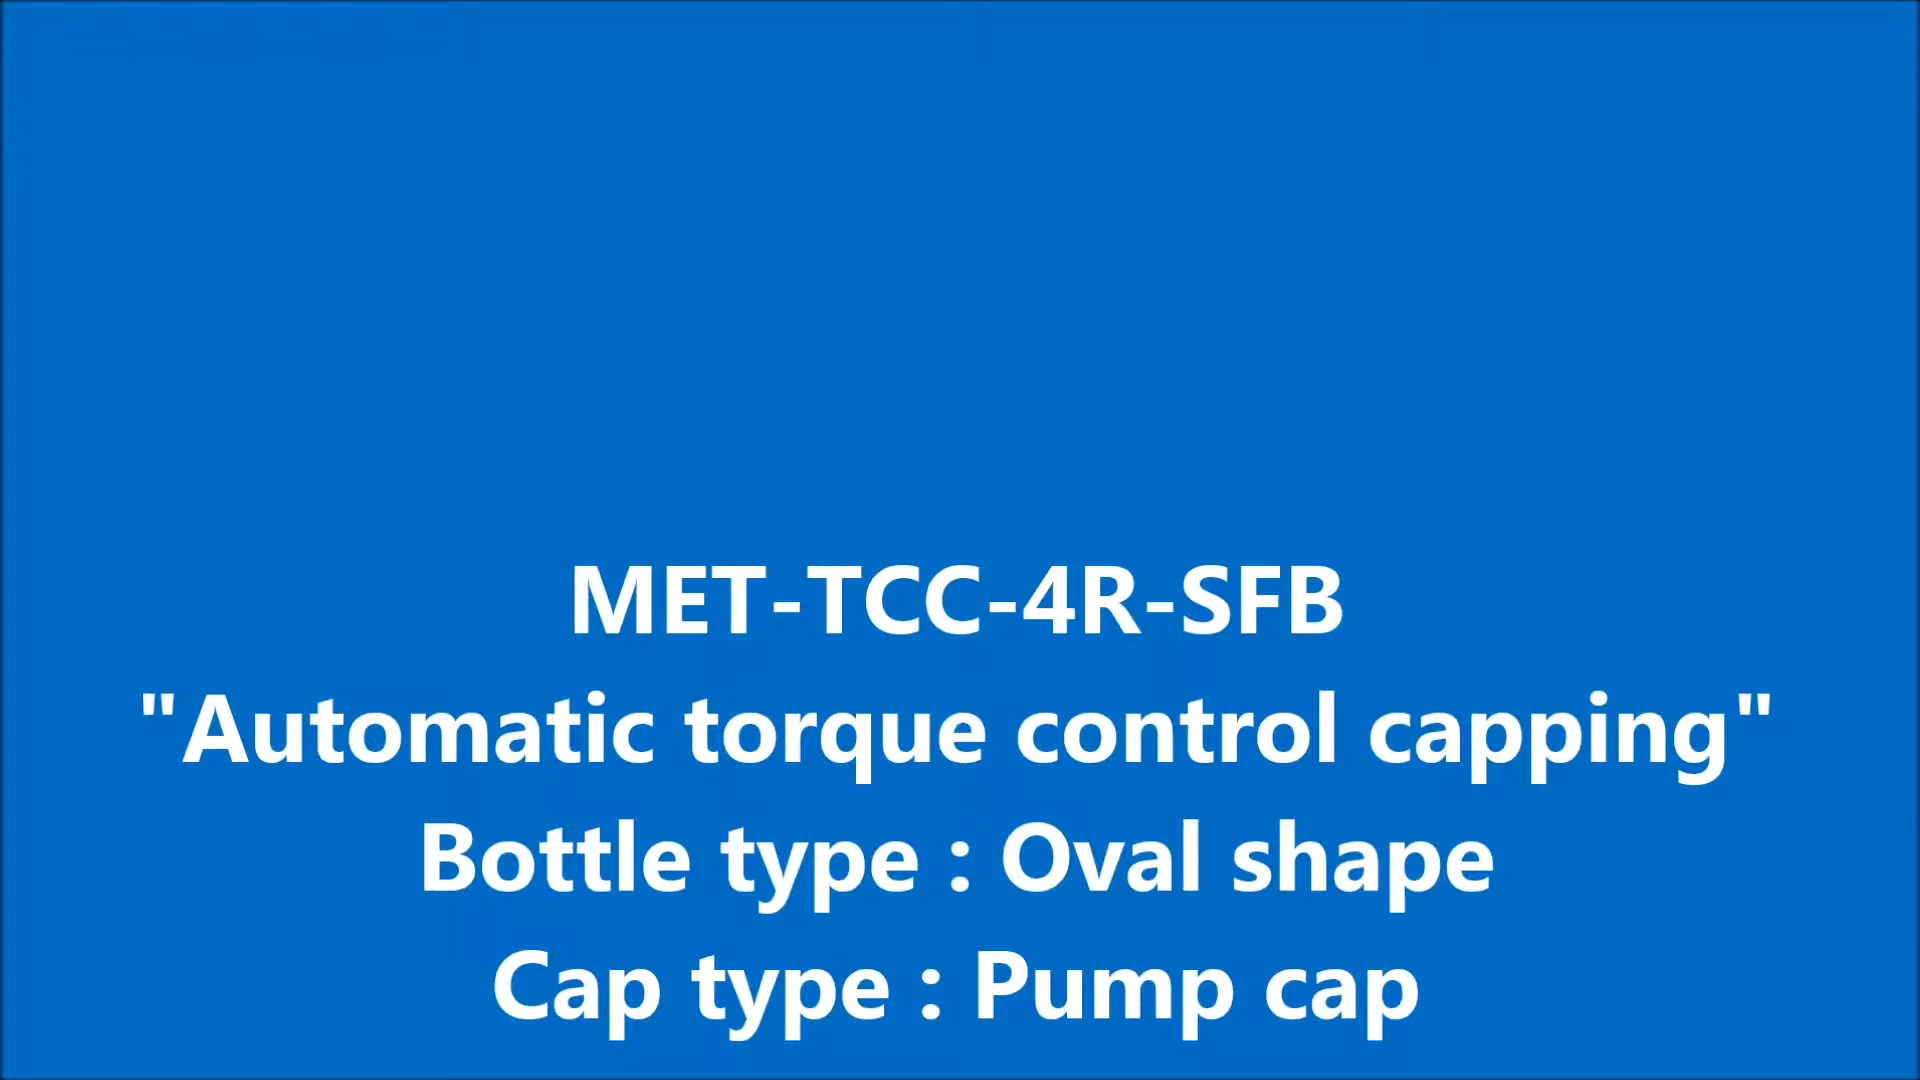 MET-TCC-4R-SFB
"Automatic torque control capping"
Bottle type : Oval shape
Cap type : Pump cap